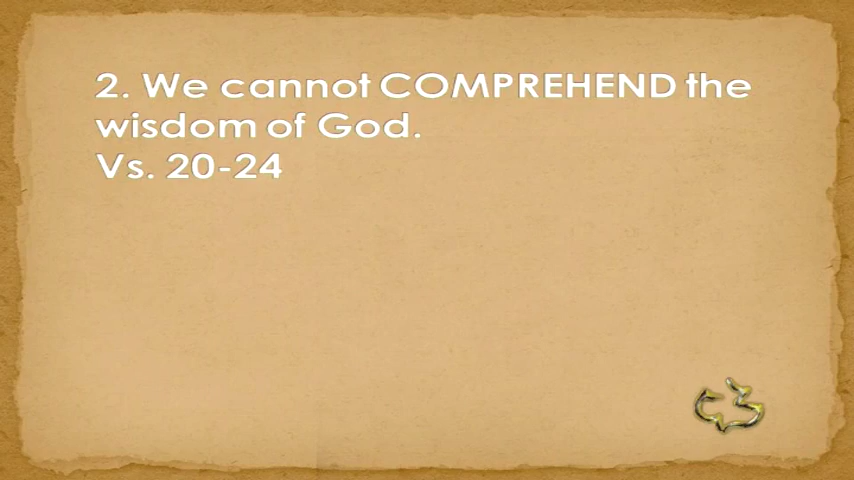 2. We cannot COMPREHEND the
wisdom of God.
Vs. 20-24